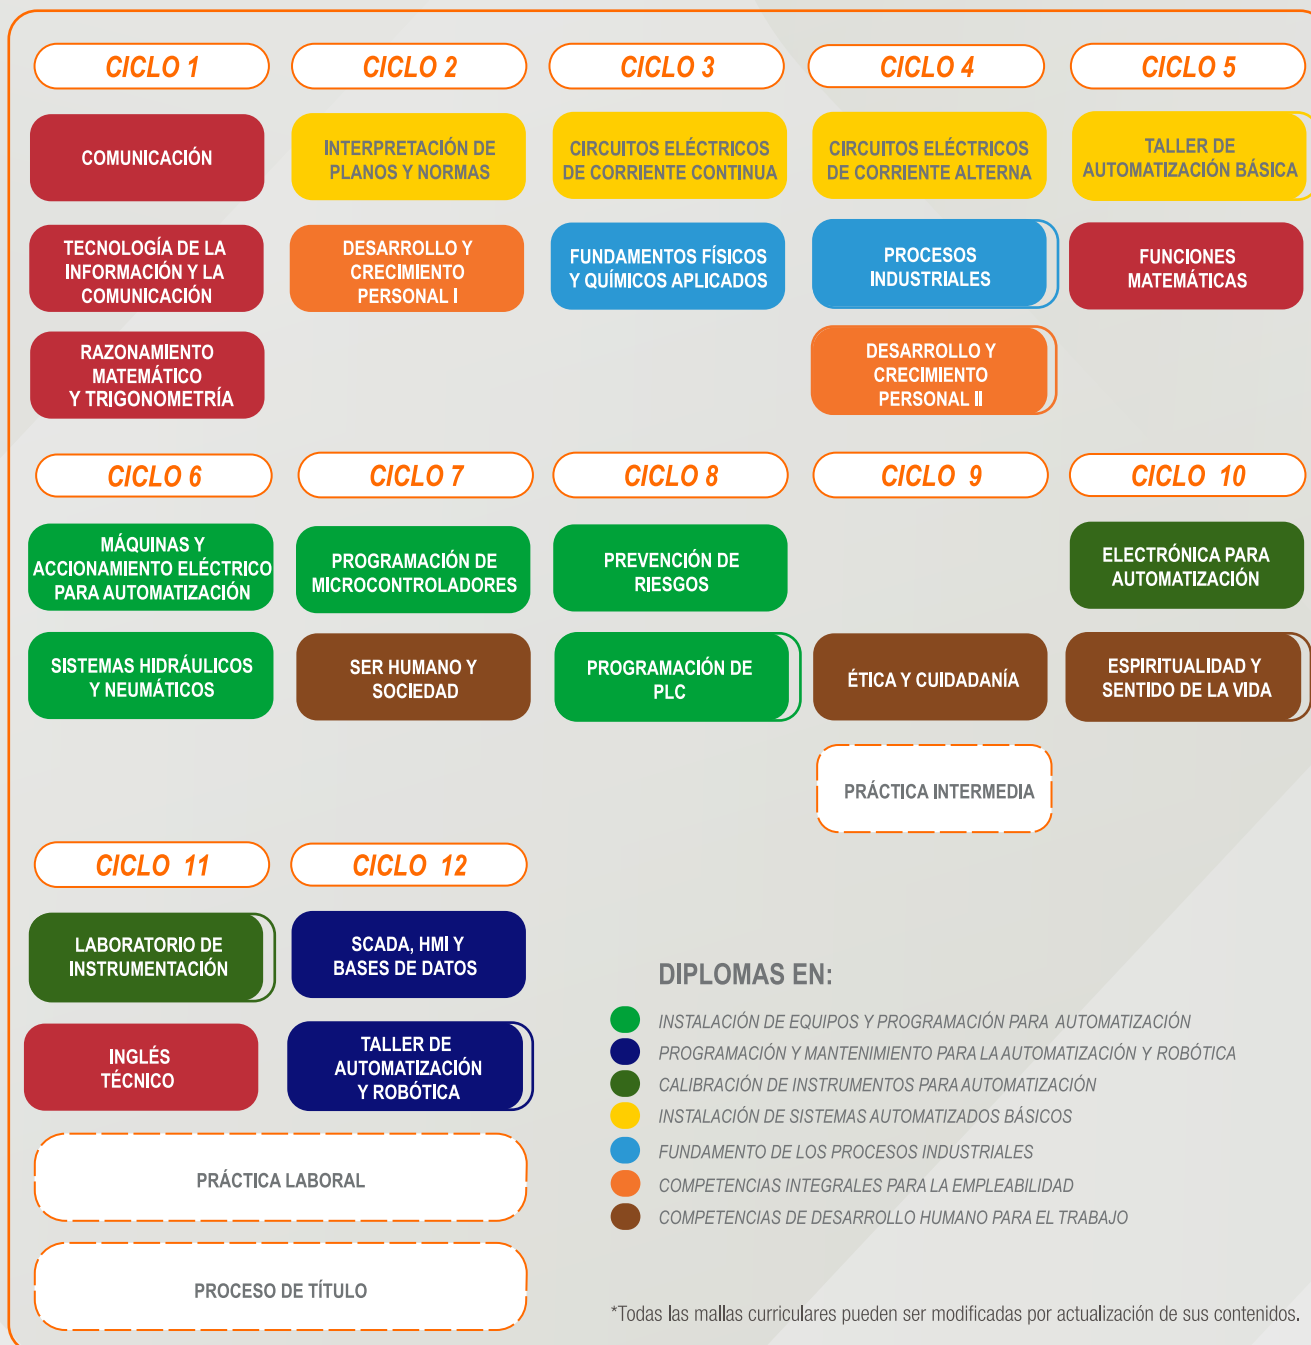 CICLO 1
CICLO 2
CICLO 3
CICLO 4
CICLO 5
COMUNICACIÓN
INTERPRETACIÓN DE
PLANOS Y NORMAS
CIRCUITOS ELÉCTRICOS
DE CORRIENTE CONTINUA
CIRCUITOS ELÉCTRICOS
DE CORRIENTE ALTERNA
TALLER DE
AUTOMATIZACIÓN BÁSICA
TECNOLOGÍA DE LA
INFORMACIÓN Y LA
COMUNICACIÓN
DESARROLLO Y
CRECIMIENTO
PERSONAL I
FUNDAMENTOS FÍSICOS
Y QUÍMICOS APLICADOS
PROCESOS
INDUSTRIALES
FUNCIONES
MATEMÁTICAS
RAZONAMIENTO
MATEMÁTICO
Y TRIGONOMETRÍA
DESARROLLO Y
CRECIMIENTO
PERSONAL II
CICLO 6
CICLO 7
CICLO 8
CICLO 9
CICLO 10
MÁQUINAS Y
ACCIONAMIENTO ELÉCTRICO
PARA AUTOMATIZACIÓN
PROGRAMACIÓN DE
MICROCONTROLADORES
PREVENCIÓN DE
RIESGOS
ELECTRÓNICA PARA
AUTOMATIZACIÓN
SISTEMAS HIDRÁULICOS
Y NEUMÁTICOS
SER HUMANO Y
SOCIEDAD
PROGRAMACIÓN DE
PLC
ÉTICA Y CUIDADANÍA
ESPIRITUALIDAD Y
SENTIDO DE LA VIDA
PRÁCTICA INTERMEDIA
CICLO 11
CICLO 12
LABORATORIO DE
INSTRUMENTACIÓN
SCADA, HMI Y
BASES DE DATOS
INGLÉS
TÉCNICO
TALLER DE
AUTOMATIZACIÓN
Y ROBÓTICA
PRÁCTICA LABORAL
PROCESO DE TÍTULO
DIPLOMAS EN:
INSTALACIÓN DE EQUIPOS Y PROGRAMACIÓN PARA AUTOMATIZACIÓN
PROGRAMACIÓN Y MANTENIMIENTO PARA LA AUTOMATIZACIÓN Y ROBÓTICA
CALIBRACIÓN DE INSTRUMENTOS PARA AUTOMATIZACIÓN
INSTALACIÓN DE SISTEMAS AUTOMATIZADOS BÁSICOS
FUNDAMENTO DE LOS PROCESOS INDUSTRIALES
COMPETENCIAS INTEGRALES PARA LA EMPLEABILIDAD
COMPETENCIAS DE DESARROLLO HUMANO PARA EL TRABAJO
*Todas las mallas curriculares pueden ser modificadas por actualización de sus contenidos.